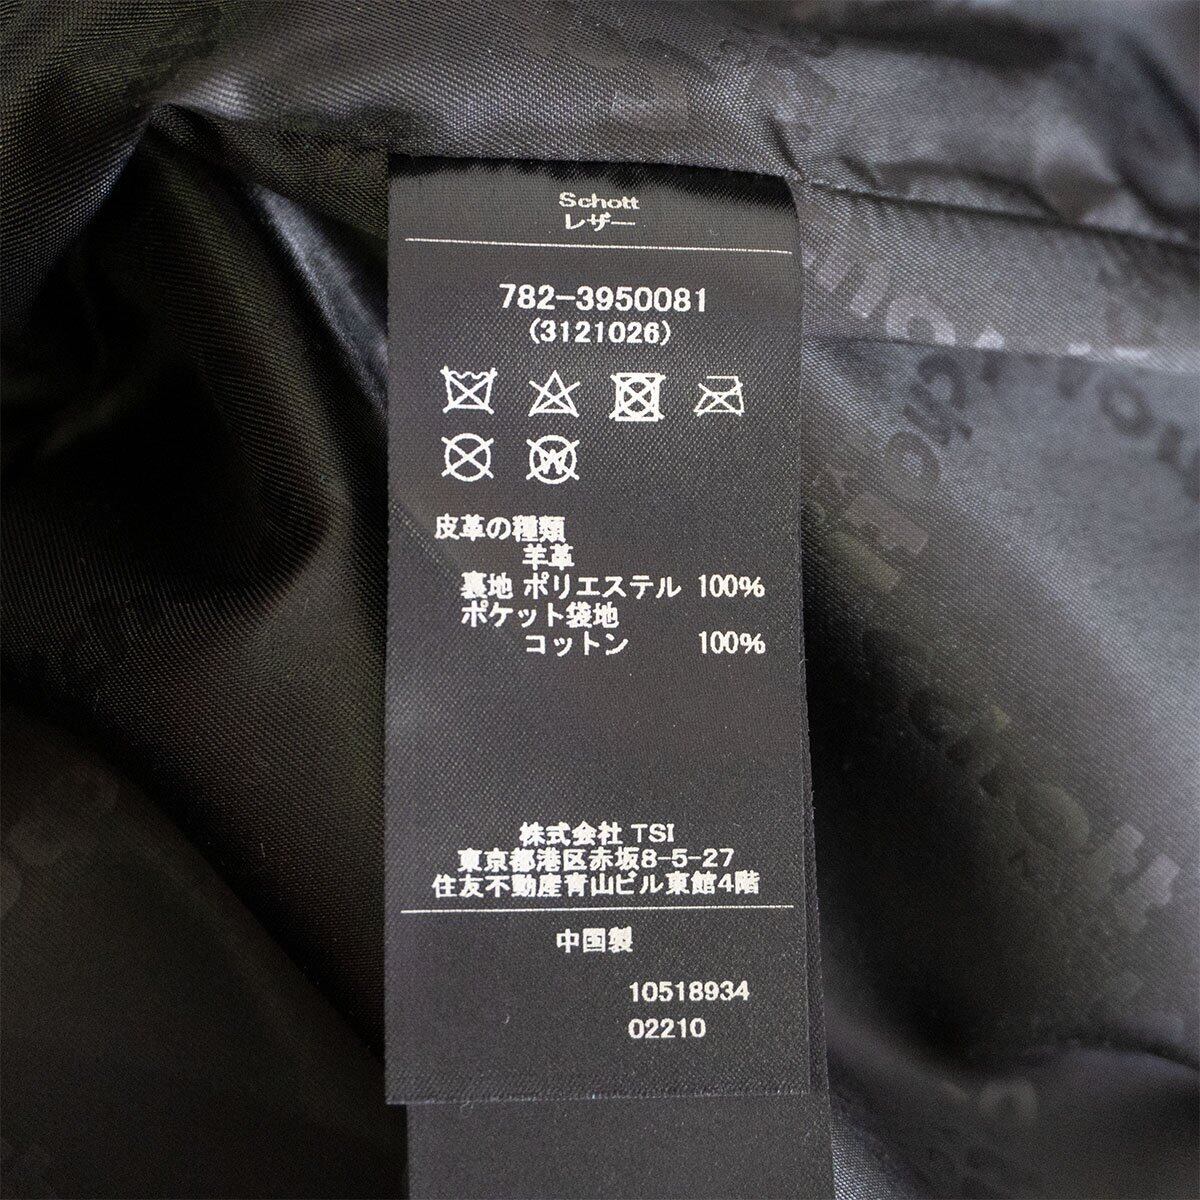 Schott
レザー
782-3950081
(3121026)
皮革の種類
羊革
裏地 ポリエステル 100%
ポケット袋地
コットン 100%
株式会社 TSI
東京都港区赤坂8-5-27
住友不動産青山ビル東館4階
中国製
10518934
02210